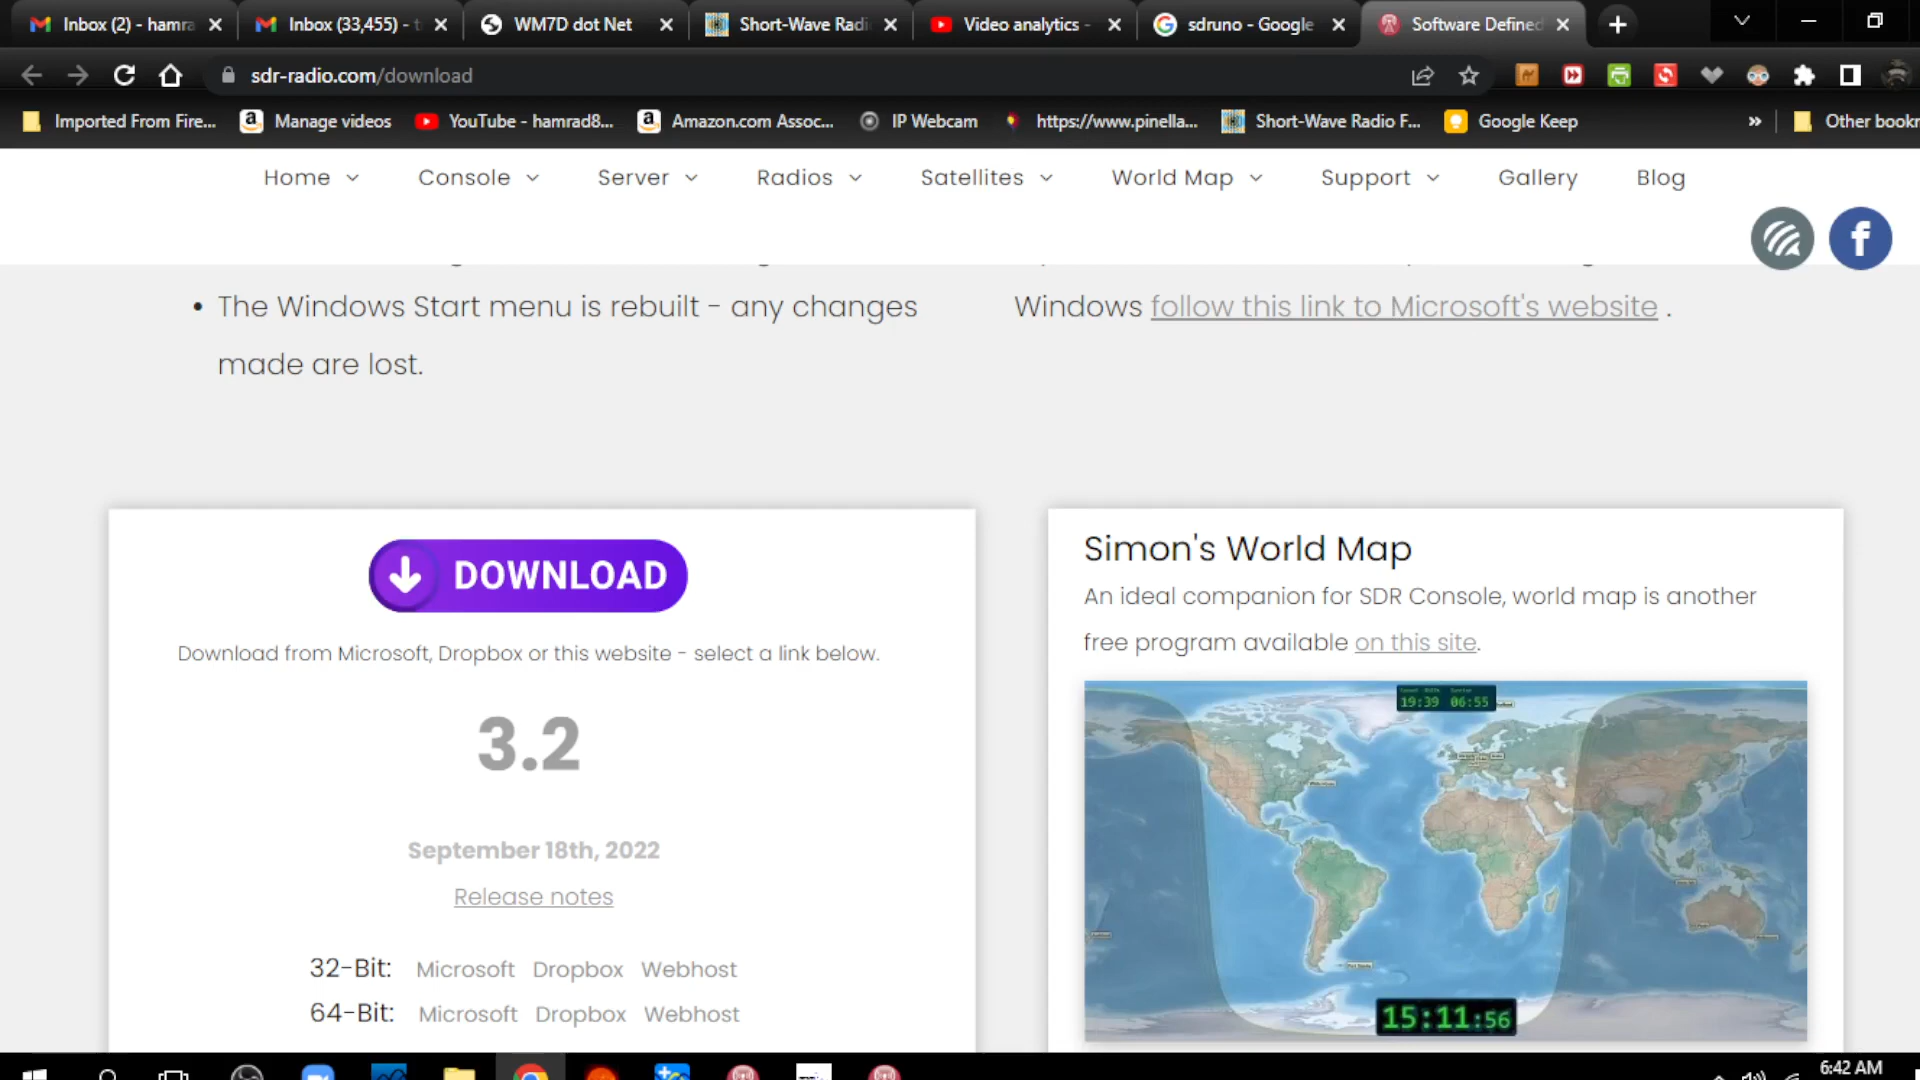 Inbox (2) - hamra
Inbox (33,455) - t
WM7D dot Net
Short-Wave Radi
Video analytics -
sdruno - Google
Software Defined
sdr-radio.com/download
Imported From Fire...
Manage videos
YouTube - hamrad8...
Amazon.com Assoc...
IP Webcam
https://www.pinella...
Short-Wave Radio F...
Google Keep
»
Other bookr
Home
Console
Server
Radios
Satellites
World Map
Support
Gallery
Blog
• The Windows Start menu is rebuilt - any changes
made are lost.
Windows follow this link to Microsoft's website .
DOWNLOAD
Download from Microsoft, Dropbox or this website - select a link below.
3.2
September 18th, 2022
Release notes
32-Bit: Microsoft Dropbox Webhost
64-Bit: Microsoft Dropbox Webhost
Simon's World Map
An ideal companion for SDR Console, world map is another
free program available on this site.
19:39 06:55
15:11:56
6:42 AM